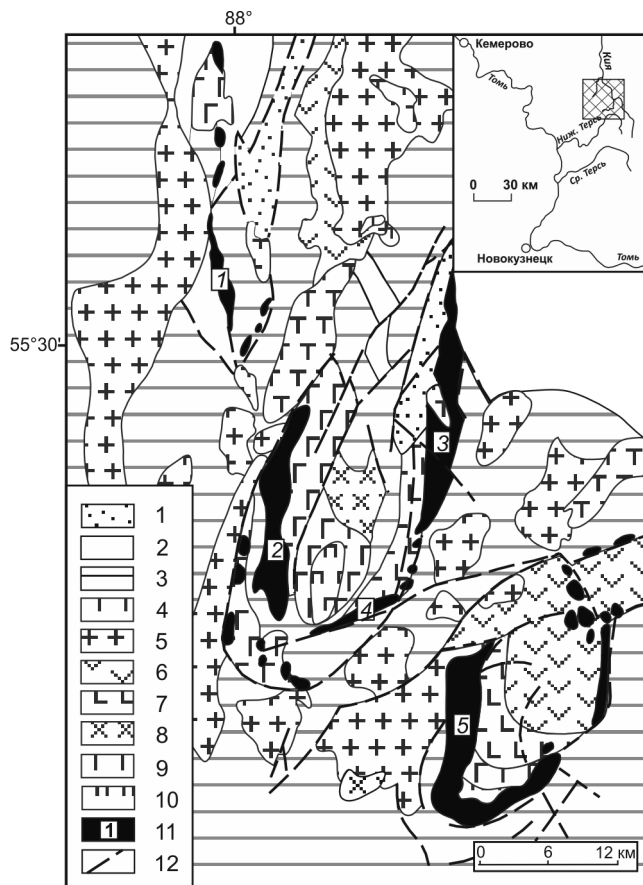 88°
Кемерово
Кия
Томь
Ниж. Терсь
Ср. Терсь
0 30 км
Новокузнецк
Томь
1
55°30'
3
2
4
5
1
2
3
4
5
6
7
8
9
10
1 11
12
0 6 12 км